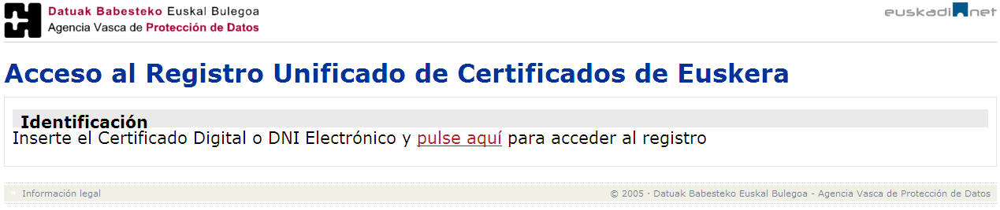 Datuak Babesteko Euskal Bulegoa
Agencia Vasca de Protección de Datos
euskadi net
Acceso al Registro Unificado de Certificados de Euskera
Identificación
Inserte el Certificado Digital o DNI Electrónico y pulse aquí para acceder al registro
Información legal
© 2005 · Datuak Babesteko Euskal Bulegoa - Agencia Vasca de Protección de Datos